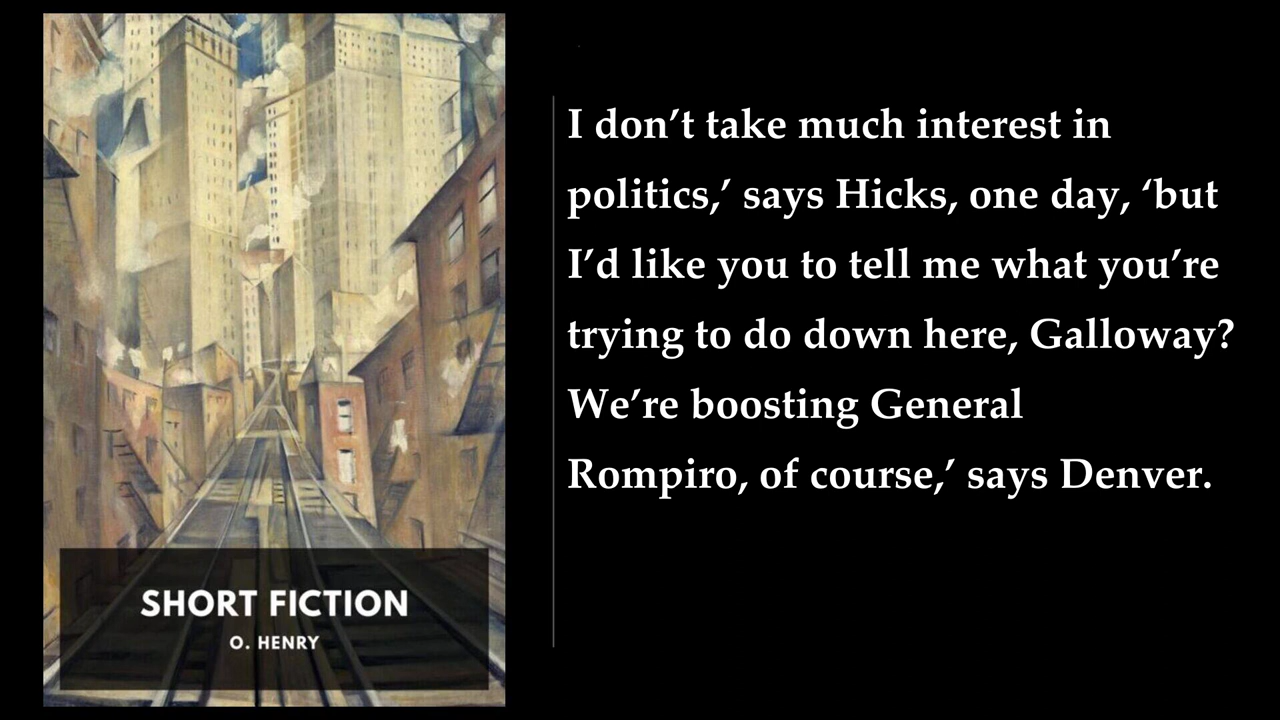 SHORT FICTION
O. HENRY
I don’t take much interest in
politics,’ says Hicks, one day, ‘but
I’d like you to tell me what you’re
trying to do down here, Galloway?
We’re boosting General
Rompiro, of course,’ says Denver.